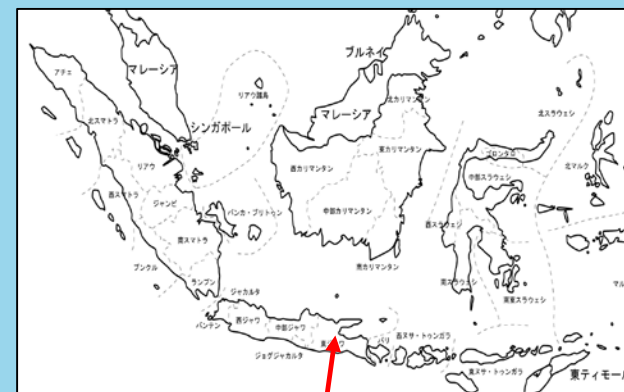 アチェ
マレーシア
ブルネイ
リアウ諸島
北カリマンタン
北スマトラ
シンガポール
マレーシア
北スラウェシ
リアウ
東カリマンタン
ゴロンタロ
西スマトラ
西カリマンタン
中部スラウェシ
北マルク
ジャンビ
バンカ・ブリトゥン
中部カリマンタン
南スマトラ
西スラウェシ
ブンクル
南カリマンタン
ランプン
ジャカルタ
南スラウェシ
南東スラウェシ
マル
バンテン
西ジャワ
中部ジャワ
ジョグジャカルタ
バリ
西ヌサ・トゥンガラ
東ヌサ・トゥンガラ
東ティモール